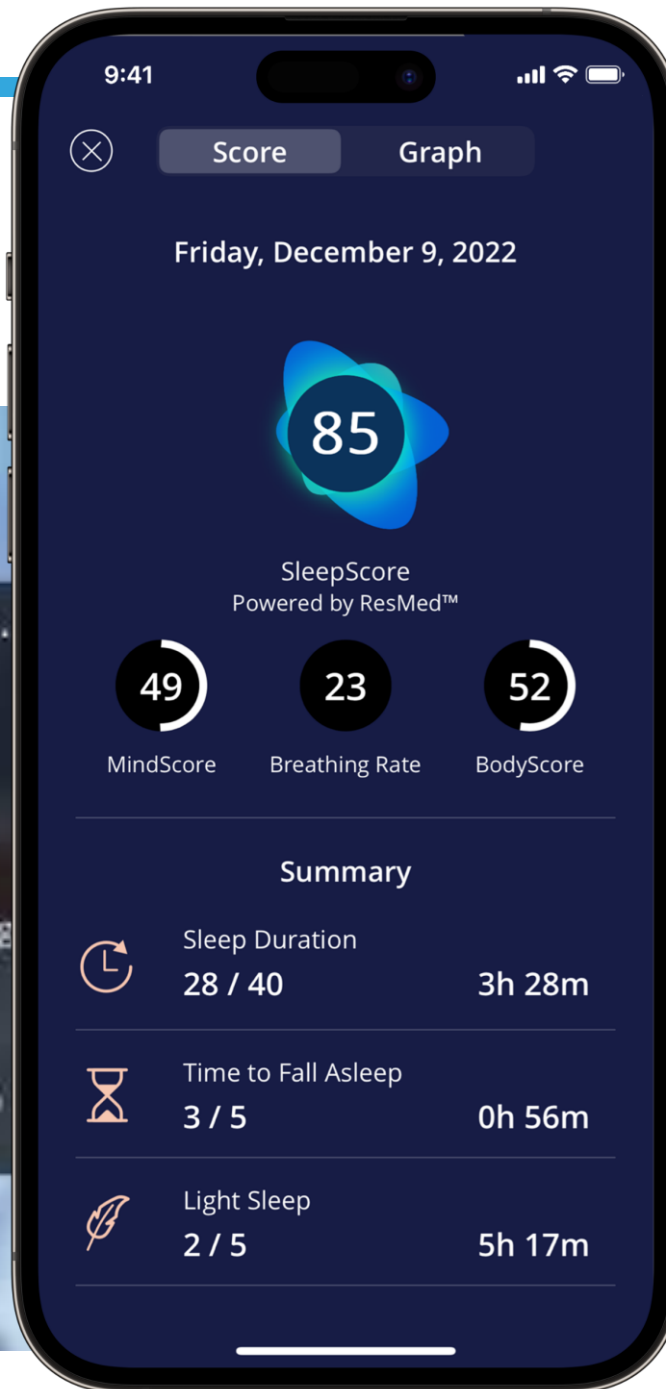 9:41
Score Graph
Friday, December 9, 2022
85
SleepScore
Powered by ResMed™
49 23 52
MindScore Breathing Rate BodyScore
Summary
Sleep Duration
28 / 40 3h 28m
Time to Fall Asleep
3 / 5 0h 56m
Light Sleep
2 / 5 5h 17m